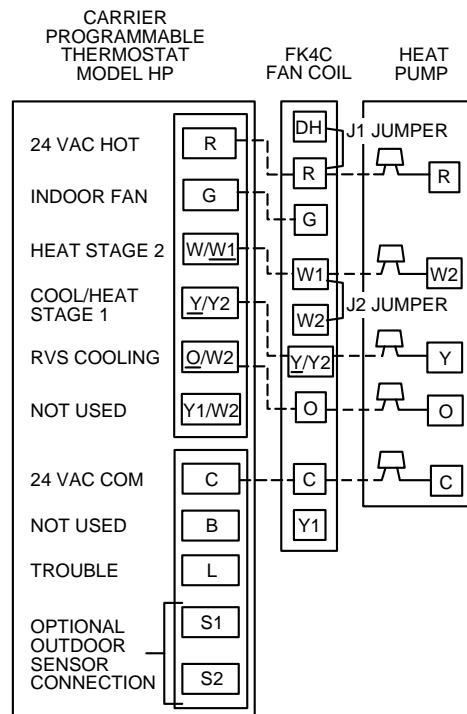 CARRIER
PROGRAMMABLE
THERMOSTAT
MODEL HP
FK4C
FAN COIL
HEAT
PUMP
DH
J1 JUMPER
24 VAC HOT
R
R
R
INDOOR FAN
G
G
HEAT STAGE 2
W/W1
W1
W2
COOL/HEAT
STAGE 1
Y/Y2
W2
J2 JUMPER
RVS COOLING
O/W2
Y/Y2
Y
NOT USED
Y1/W2
O
O
24 VAC COM
C
C
C
NOT USED
B
Y1
TROUBLE
L
OPTIONAL
OUTDOOR
SENSOR
CONNECTION
S1
S2